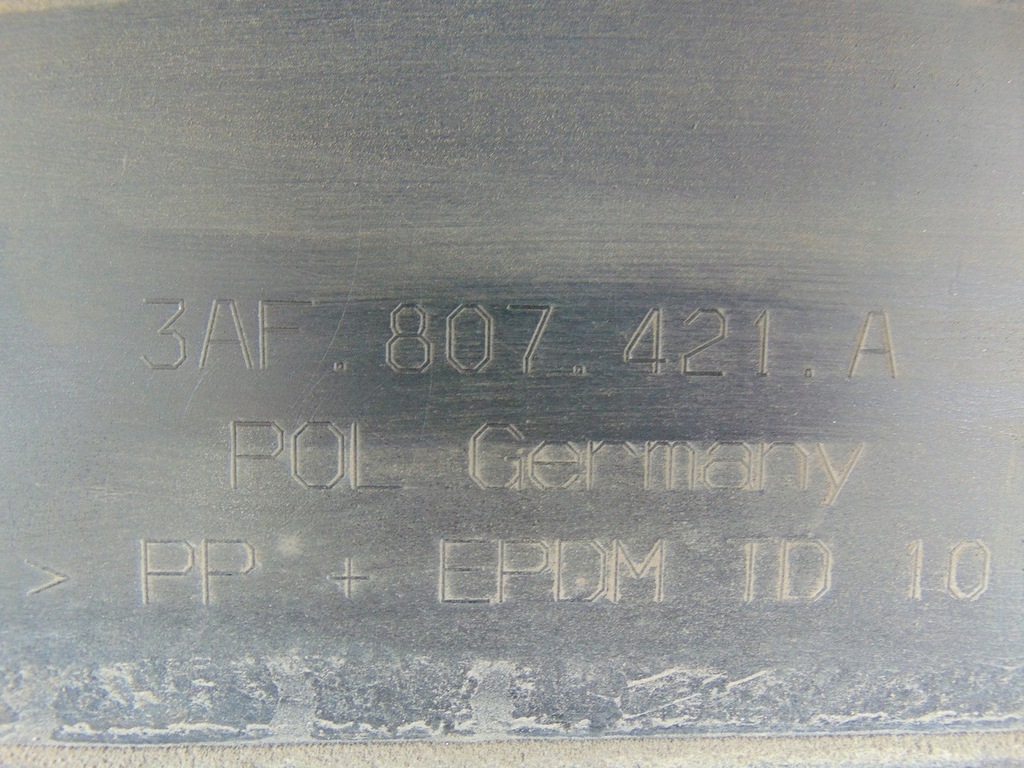 3AF.807.421.A
POL Germany
> PP + EPDM TD 10